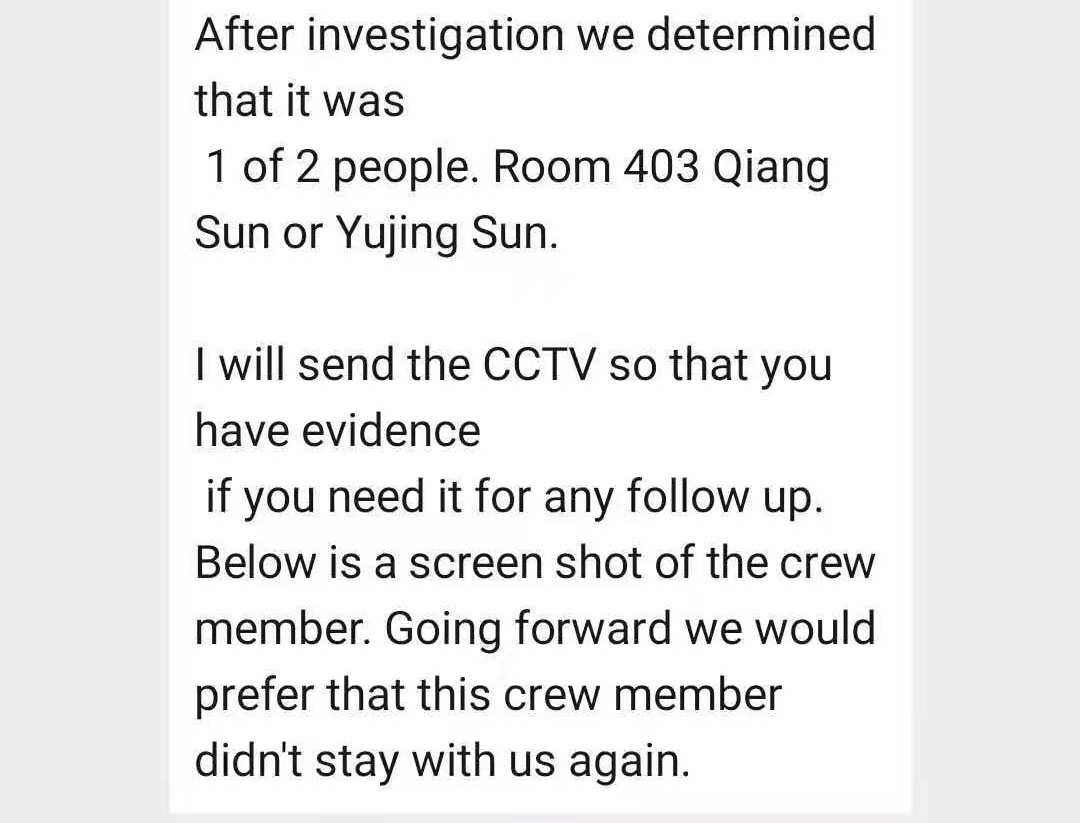 After investigation we determined
that it was
1 of 2 people. Room 403 Qiang
Sun or Yujing Sun.
I will send the CCTV so that you
have evidence
if you need it for any follow up.
Below is a screen shot of the crew
member. Going forward we would
prefer that this crew member
didn't stay with us again.